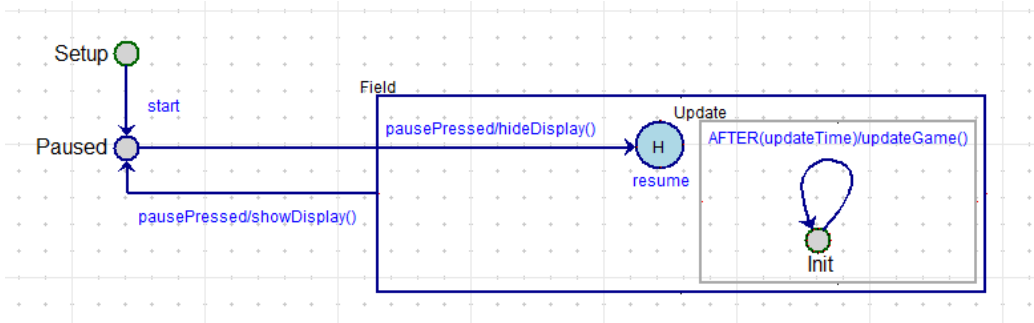 Setup
start
Field
Update
pausePressed/hideDisplay()
AFTER(updateTime)/updateGame()
Paused
H
resume
pausePressed/showDisplay()
Init